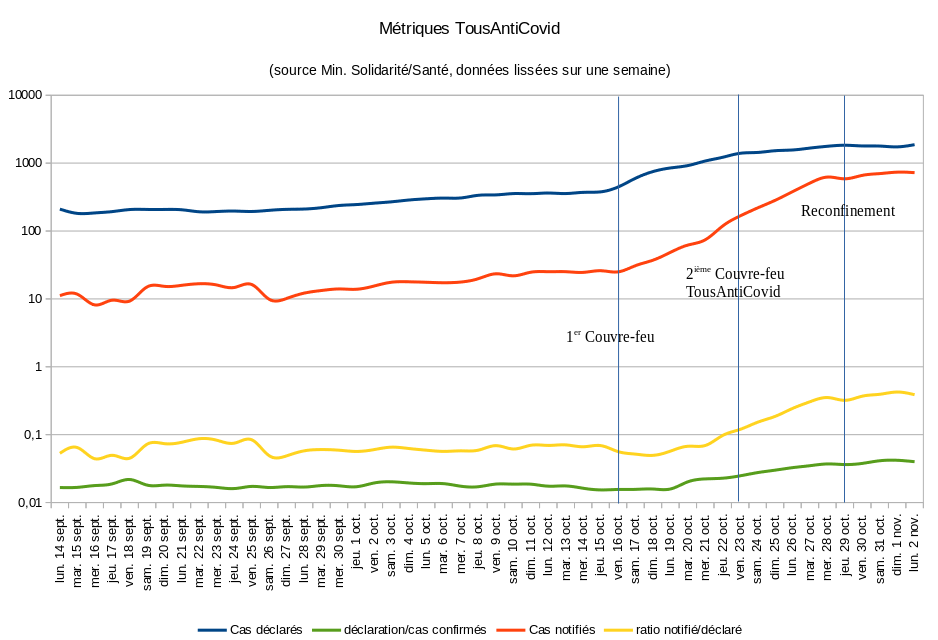 Métriques TousAntiCovid
(source Min. Solidarité/Santé, données lissées sur une semaine)
10000
1000
100
10
1
0,1
0,01
Reconfinement
2ième Couvre-feu
TousAntiCovid
1er Couvre-feu
lun. 14 sept.
mar. 15 sept.
mer. 16 sept.
jeu. 17 sept.
ven. 18 sept.
sam. 19 sept.
dim. 20 sept.
lun. 21 sept.
mar. 22 sept.
mer. 23 sept.
jeu. 24 sept.
ven. 25 sept.
sam. 26 sept.
dim. 27 sept.
lun. 28 sept.
mar. 29 sept.
mer. 30 sept.
jeu. 1 oct.
ven. 2 oct.
sam. 3 oct.
dim. 4 oct.
lun. 5 oct.
mar. 6 oct.
mer. 7 oct.
jeu. 8 oct.
ven. 9 oct.
sam. 10 oct.
dim. 11 oct.
lun. 12 oct.
mar. 13 oct.
mer. 14 oct.
jeu. 15 oct.
ven. 16 oct.
sam. 17 oct.
dim. 18 oct.
lun. 19 oct.
mar. 20 oct.
mer. 21 oct.
jeu. 22 oct.
ven. 23 oct.
sam. 24 oct.
dim. 25 oct.
lun. 26 oct.
mar. 27 oct.
mer. 28 oct.
jeu. 29 oct.
ven. 30 oct.
sam. 31 oct.
dim. 1 nov.
lun. 2 nov.
Cas déclarés
déclaration/cas confirmés
Cas notifiés
ratio notifié/déclaré